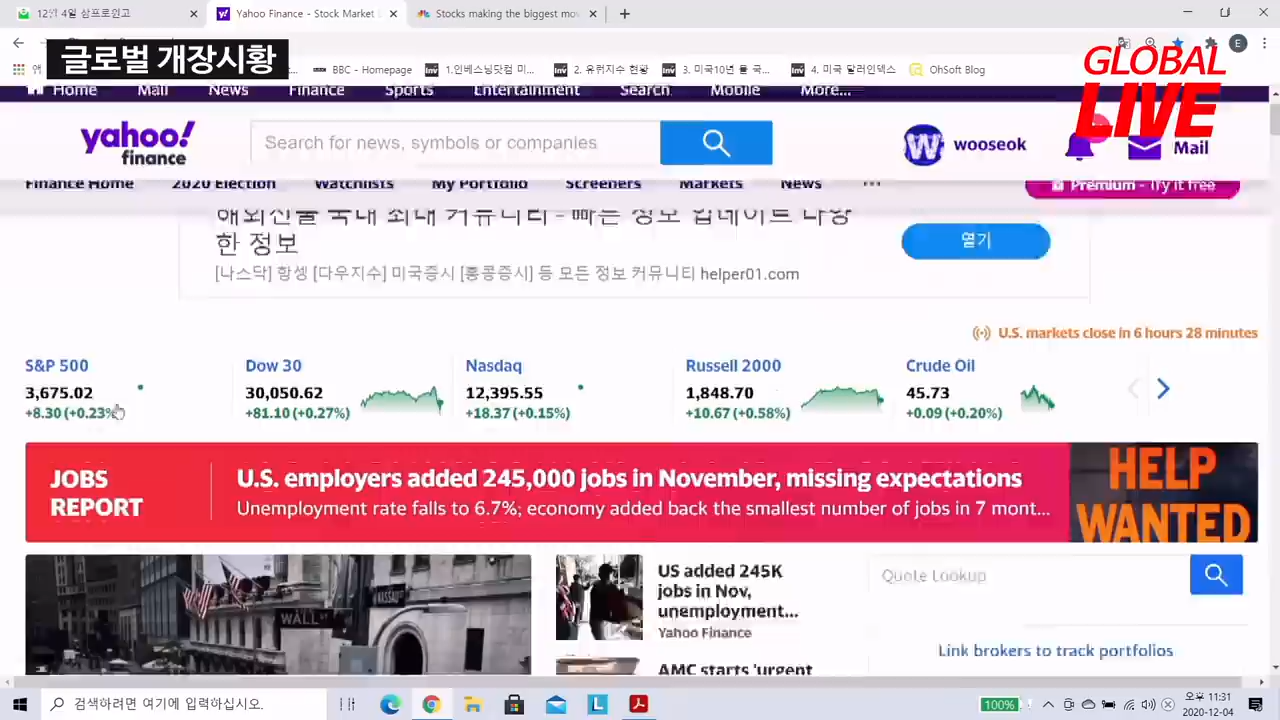 12월 4일 삼프로인공
Yahoo Finance - Stock Market L
Stocks making the biggest mov
글로벌 개장시황
앱
BBC - Homepage
1.인베스팅닷컴 미...
2. 유럽지수 현황
3. 미국10년 물 국...
4. 미국 달러인덱스
OhSoft Blog
E
GLOBAL
LIVE
Home Mail News Finance Sports Entertainment Search Mobile More...
yahoo!
finance
Search for news, symbols or companies
W
wooseok
Mail
Finance Home 2020 Election Watchlists My Portfolio Screeners Markets News ...
Premium - Try it free
해외선물 국내 최대 커뮤니티 - 빠른 정보 업데이트 다양
한 정보
열기
[나스닥] 항셍 [다우지수] 미국증시 [홍콩증시] 등 모든 정보 커뮤니티 helper01.com
U.S. markets close in 6 hours 28 minutes
S&P 500
3,675.02
+8.30 (+0.23%)
Dow 30
30,050.62
+81.10 (+0.27%)
Nasdaq
12,395.55
+18.37 (+0.15%)
Russell 2000
1,848.70
+10.67 (+0.58%)
Crude Oil
45.73
+0.09 (+0.20%)
JOBS
REPORT
U.S. employers added 245,000 jobs in November, missing expectations
Unemployment rate falls to 6.7%; economy added back the smallest number of jobs in 7 mont...
HELP
WANTED
WALL ST
US added 245K
jobs in Nov,
unemployment...
Yahoo Finance
AMC starts 'urgent
Quote Lookup
Link brokers to track portfolios
검색하려면 여기에 입력하십시오.
100%
오후 11:31
2020-12-04